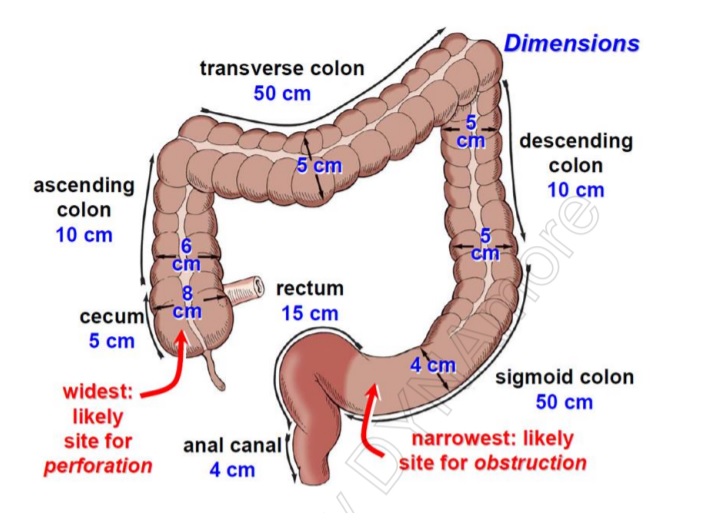 Dimensions
transverse colon
50 cm
5
cm
descending
colon
10 cm
5 cm
ascending
colon
10 cm
5
cm
6
cm
8
cm
rectum
15 cm
cecum
5 cm
4 cm
sigmoid colon
50 cm
widest:
likely
site for
perforation
anal canal
4 cm
narrowest: likely
site for obstruction